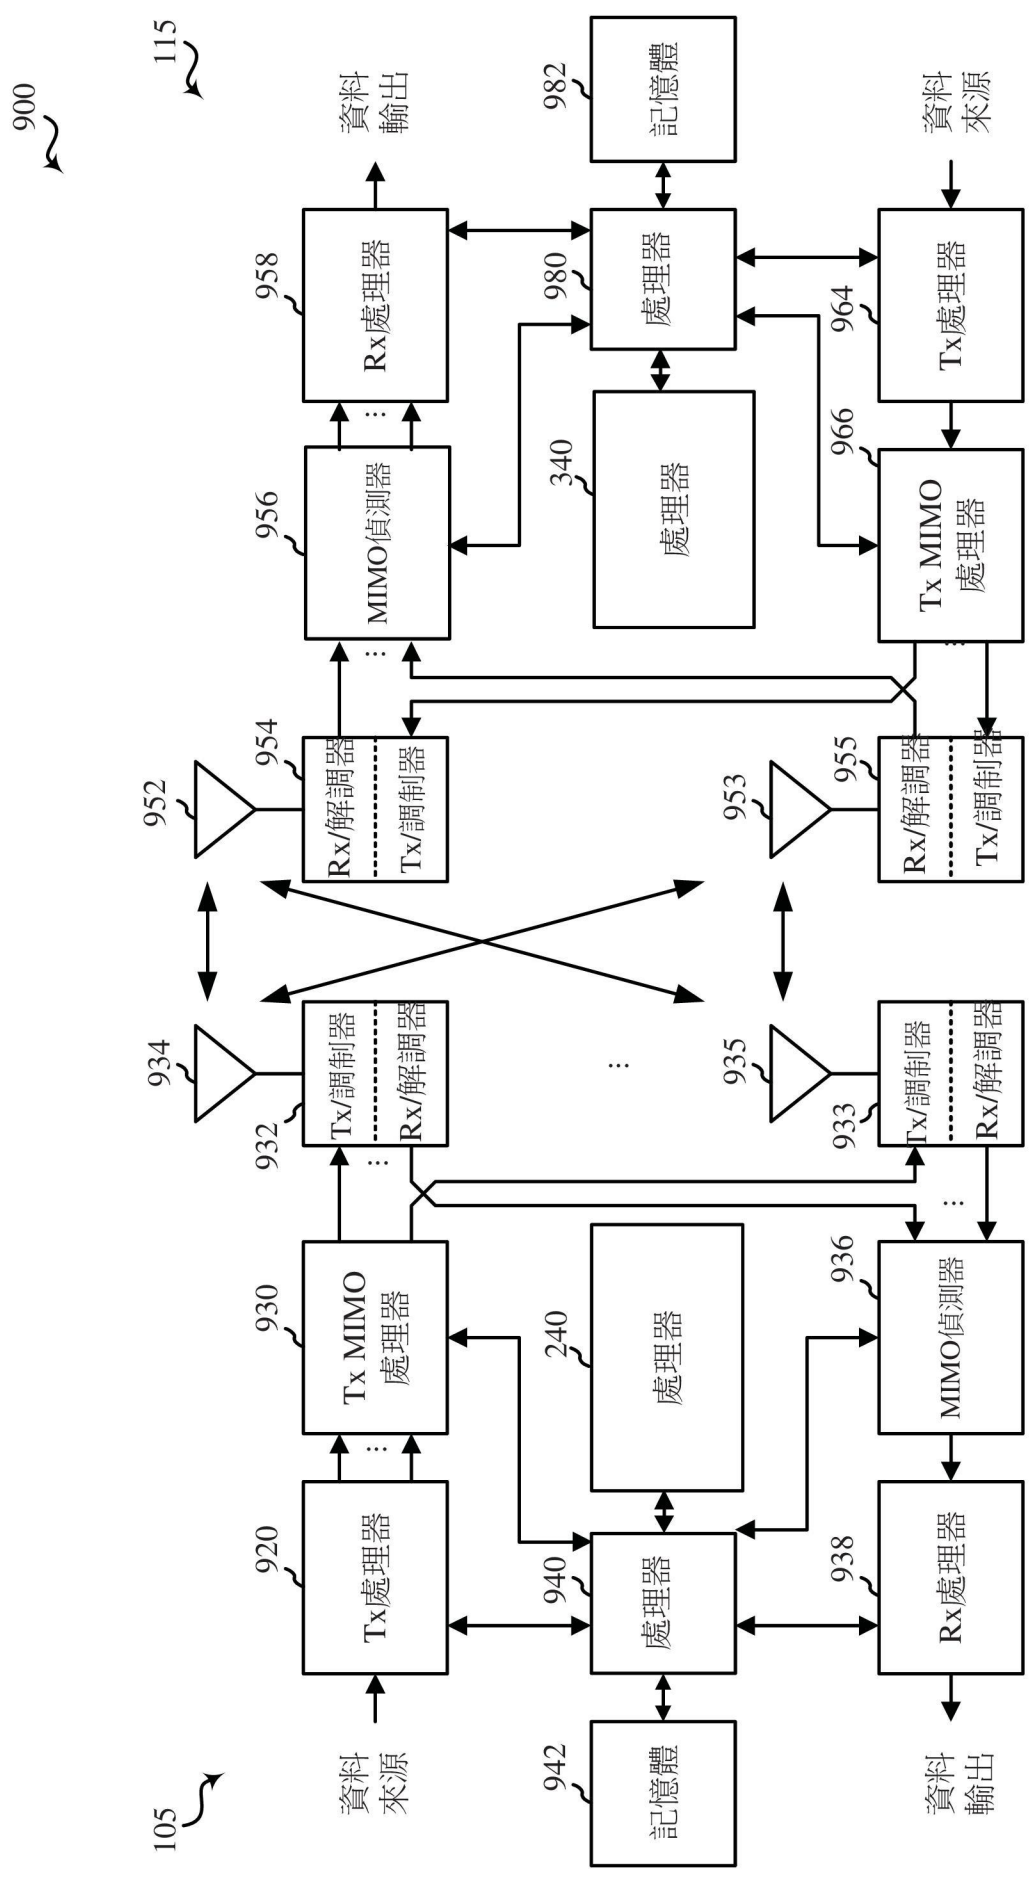 900
105
115
資料
來源
920
Tx處理器
930
Tx MIMO
處理器
932
Tx/調制器
Rx/解調器
934
952
954
Rx/解調器
Tx/調制器
956
MIMO偵測器
958
Rx處理器
資料
輸出
942
記憶體
940
處理器
240
處理器
340
處理器
980
處理器
982
記憶體
資料
輸出
938
Rx處理器
936
MIMO偵測器
933
Tx/調制器
Rx/解調器
935
953
955
Rx/解調器
Tx/調制器
966
Tx MIMO
處理器
964
Tx處理器
資料
來源